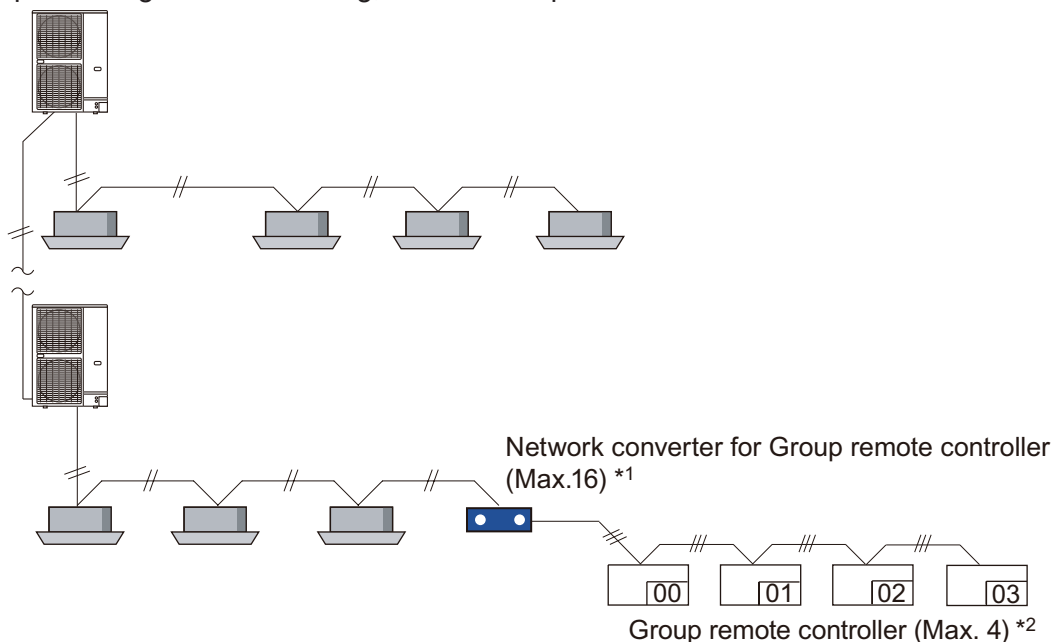 Network converter for Group remote controller
(Max.16) *1
00 01 02 03
Group remote controller (Max. 4) *2